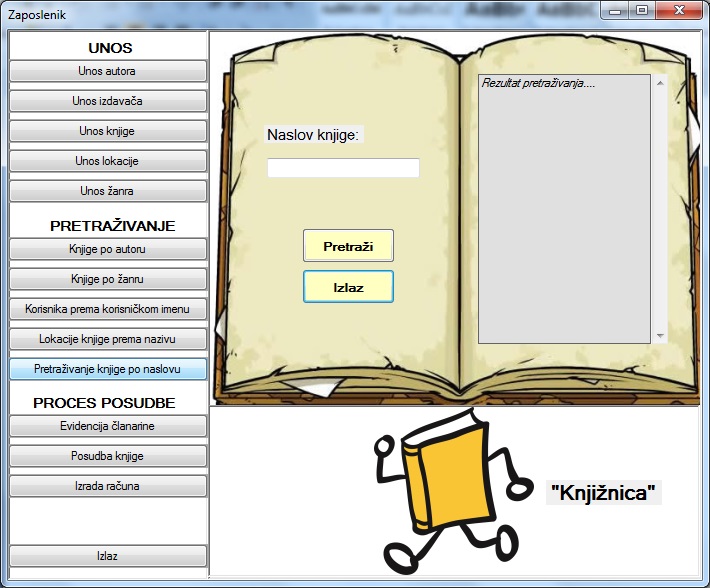 Zaposlenik
UNOS
Unos autora
Unos izdavača
Unos knjige
Unos lokacije
Unos žanra
PRETRAŽIVANJE
Knjige po autoru
Knjige po žanru
Korisnika prema korisničkom imenu
Lokacije knjige prema nazivu
Pretraživanje knjige po naslovu
PROCES POSUDBE
Evidencija članarine
Posudba knjige
Izrada računa
Izlaz
Naslov knjige:
Pretraži
Izlaz
Rezultat pretraživanja....
"Knjižnica"